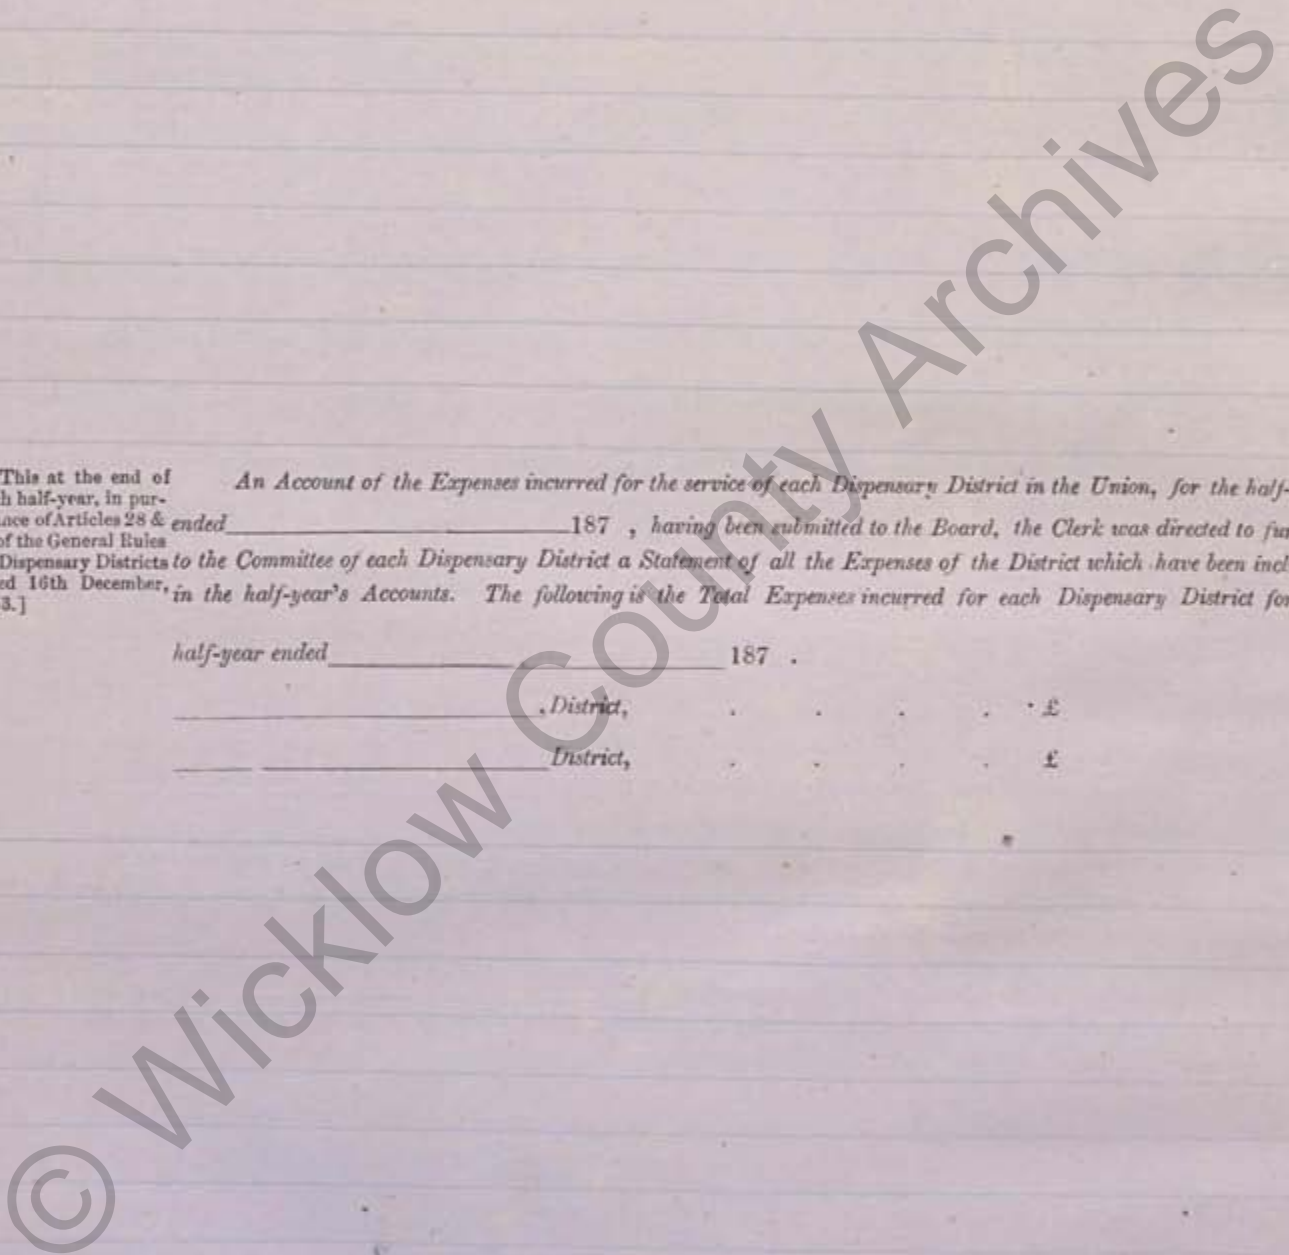 This at the end of
h half-year, in pur-
ance of Articles 28 &
of the General Rules
Dispensary Districts
ed 16th December,
3.]
An Account of the Expenses incurred for the service of each Dispensary District in the Union, for the half-
ended 187 , having been submitted to the Board, the Clerk was directed to fur
to the Committee of each Dispensary District a Statement of all the Expenses of the District which have been incl
in the half-year's Accounts. The following is the Total Expenses incurred for each Dispensary District for
half-year ended 187 .
District, . . . . £
District, . . . . £
© Wicklow County Archives